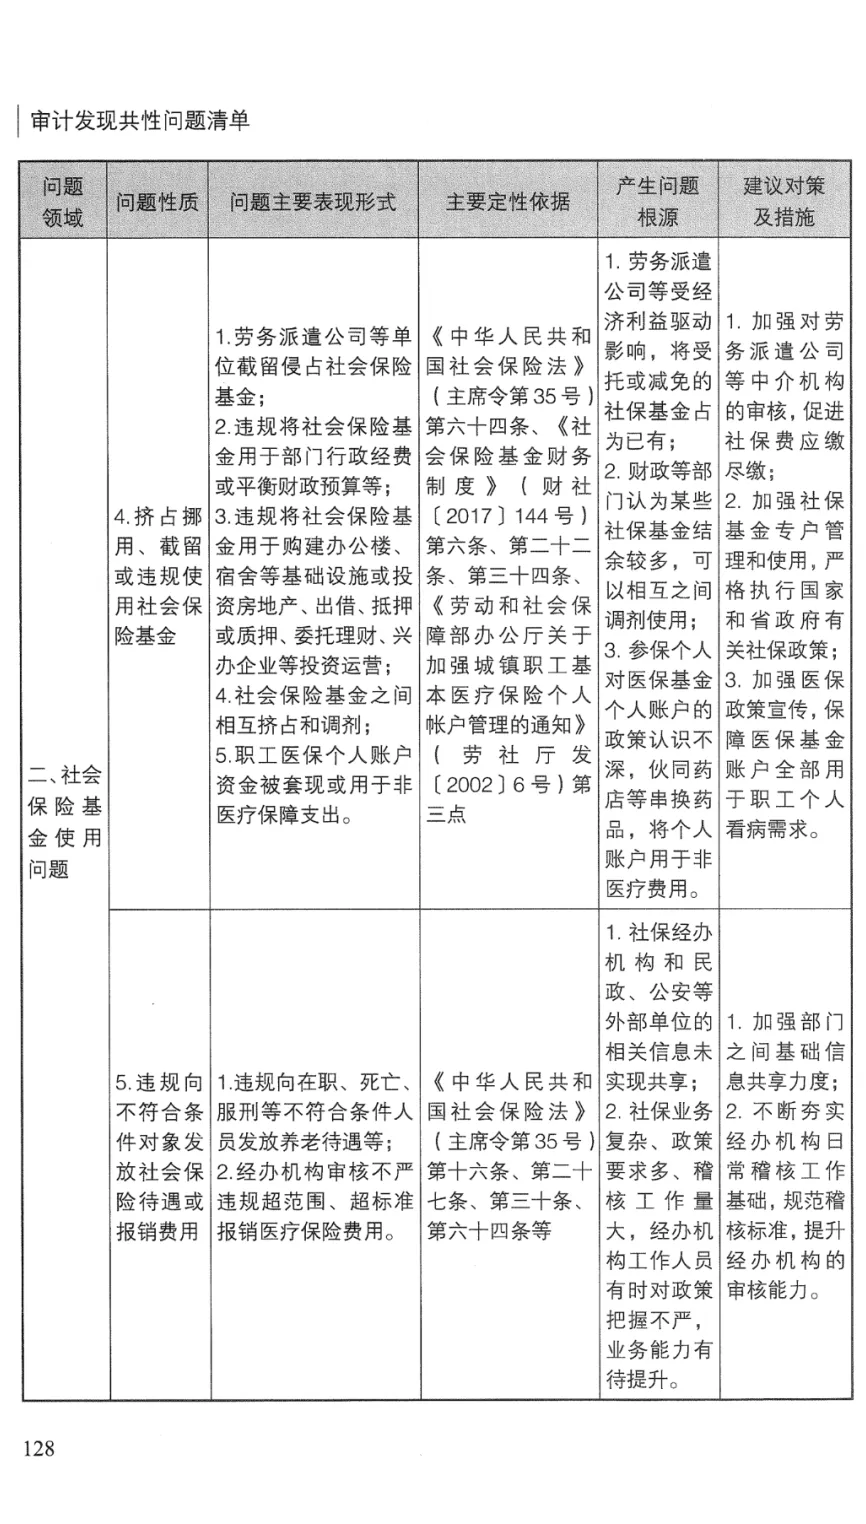 审计发现共性问题清单
问题
领域
问题性质
问题主要表现形式
主要定性依据
产生问题
根源
建议对策
及措施
二、社会
保险基
金使用
问题
4.挤占挪
用、截留
或违规使
用社会保
险基金
1.劳务派遣公司等单
位截留侵占社会保险
基金；
2.违规将社会保险基
金用于部门行政经费
或平衡财政预算等；
3.违规将社会保险基
金用于购建办公楼、
宿舍等基础设施或投
资房地产、出借、抵押
或质押、委托理财、兴
办企业等投资运营；
4.社会保险基金之间
相互挤占和调剂；
5.职工医保个人账户
资金被套现或用于非
医疗保障支出。
《中华人民共和
国社会保险法》
（主席令第35号）
第六十四条、《社
会保险基金财务
制度》（财社
〔2017〕144号）
第六条、第二十二
条、第三十四条、
《劳动和社会保
障部办公厅关于
加强城镇职工基
本医疗保险个人
帐户管理的通知》
（劳社厅发
〔2002〕6号）第
三点
1. 劳务派遣
公司等受经
济利益驱动
影响，将受
托或减免的
社保基金占
为已有；
2. 财政等部
门认为某些
社保基金结
余较多，可
以相互之间
调剂使用；
3. 参保个人
对医保基金
个人账户的
政策认识不
深，伙同药
店等串换药
品，将个人
账户用于非
医疗费用。
1. 加强对劳
务派遣公司
等中介机构
的审核，促进
社保费应缴
尽缴；
2. 加强社保
基金专户管
理和使用，严
格执行国家
和省政府有
关社保政策；
3. 加强医保
政策宣传，保
障医保基金
账户全部用
于职工个人
看病需求。
5.违规向
不符合条
件对象发
放社会保
险待遇或
报销费用
1.违规向在职、死亡、
服刑等不符合条件人
员发放养老待遇等；
2.经办机构审核不严
违规超范围、超标准
报销医疗保险费用。
《中华人民共和
国社会保险法》
（主席令第35号）
第十六条、第二十
七条、第三十条、
第六十四条等
1. 社保经办
机构和民
政、公安等
外部单位的
相关信息未
实现共享；
2. 社保业务
复杂、政策
要求多、稽
核工作量
大，经办机
构工作人员
有时对政策
把握不严，
业务能力有
待提升。
1. 加强部门
之间基础信
息共享力度；
2. 不断夯实
经办机构日
常稽核工作
基础，规范稽
核标准，提升
经办机构的
审核能力。
128